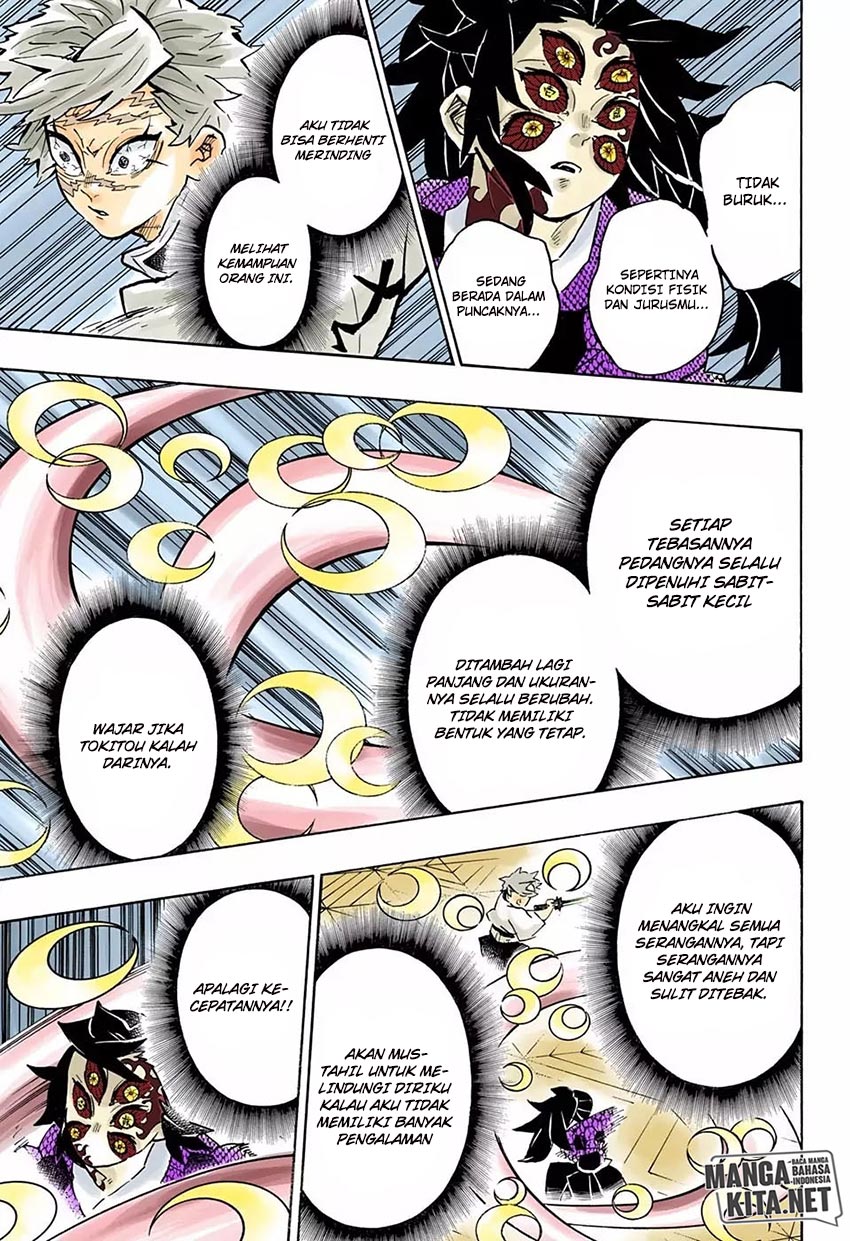 TIDAK
BURUK...
SEPERTINYA
KONDISI FISIK
DAN JURUSMU...
SEDANG
BERADA DALAM
PUNCAKNYA...
AKU TIDAK
BISA BERHENTI
MERINDING
MELIHAT
KEMAMPUAN
ORANG INI.
SETIAP
TEBASANNYA
PEDANGNYA SELALU
DIPENUHI SABIT-
SABIT KECIL
DITAMBAH LAGI
PANJANG DAN UKURAN-
NYA SELALU BERUBAH.
TIDAK MEMILIKI
BENTUK YANG TETAP.
WAJAR JIKA
TOKITOU KALAH
DARINYA.
AKU INGIN
MENANGKAL SEMUA
SERANGANNYA, TAPI
SERANGANNYA
SANGAT ANEH DAN
SULIT DITEBAK.
AKAN MUS-
TAHIL UNTUK ME-
LINDUNGI DIRIKU
KALAU AKU TIDAK
MEMILIKI BANYAK
PENGALAMAN
APALAGI KE-
CEPATANNYA!!
MANGA
KITA.NET
BACA MANGA
BAHASA
INDONESIA